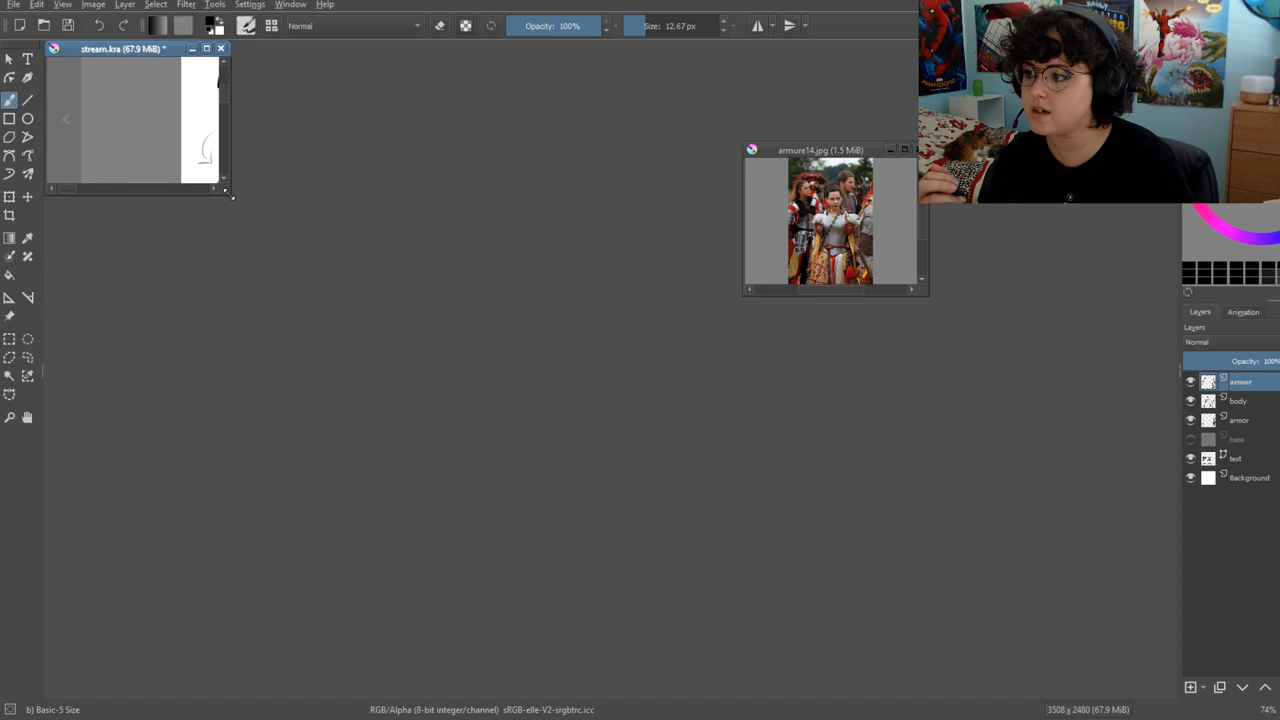 File Edit View Image Layer Select Filter Tools Settings Window Help
Normal Opacity: 100% Size: 12.67 px
stream.kra (67.9 MiB) *
armure14.jpg (1.5 MiB)
Layers Animation
Layers
Normal
Opacity: 100%
armor
body
armor
base
text
Background
b) Basic-5 Size RGB/Alpha (8-bit integer/channel) sRGB-elle-V2-srgbtrc.icc 3508 x 2480 (67.9 MiB) 74%